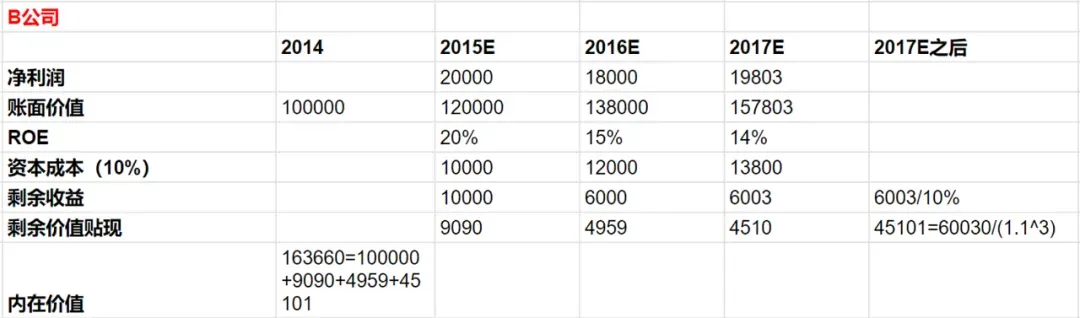 B公司
2014 2015E 2016E 2017E 2017E之后
净利润 20000 18000 19803
账面价值 100000 120000 138000 157803
ROE 20% 15% 14%
资本成本（10%） 10000 12000 13800
剩余收益 10000 6000 6003 6003/10%
剩余价值贴现 9090 4959 4510 45101=60030/(1.1^3)
163660=100000
+9090+4959+45
101
内在价值